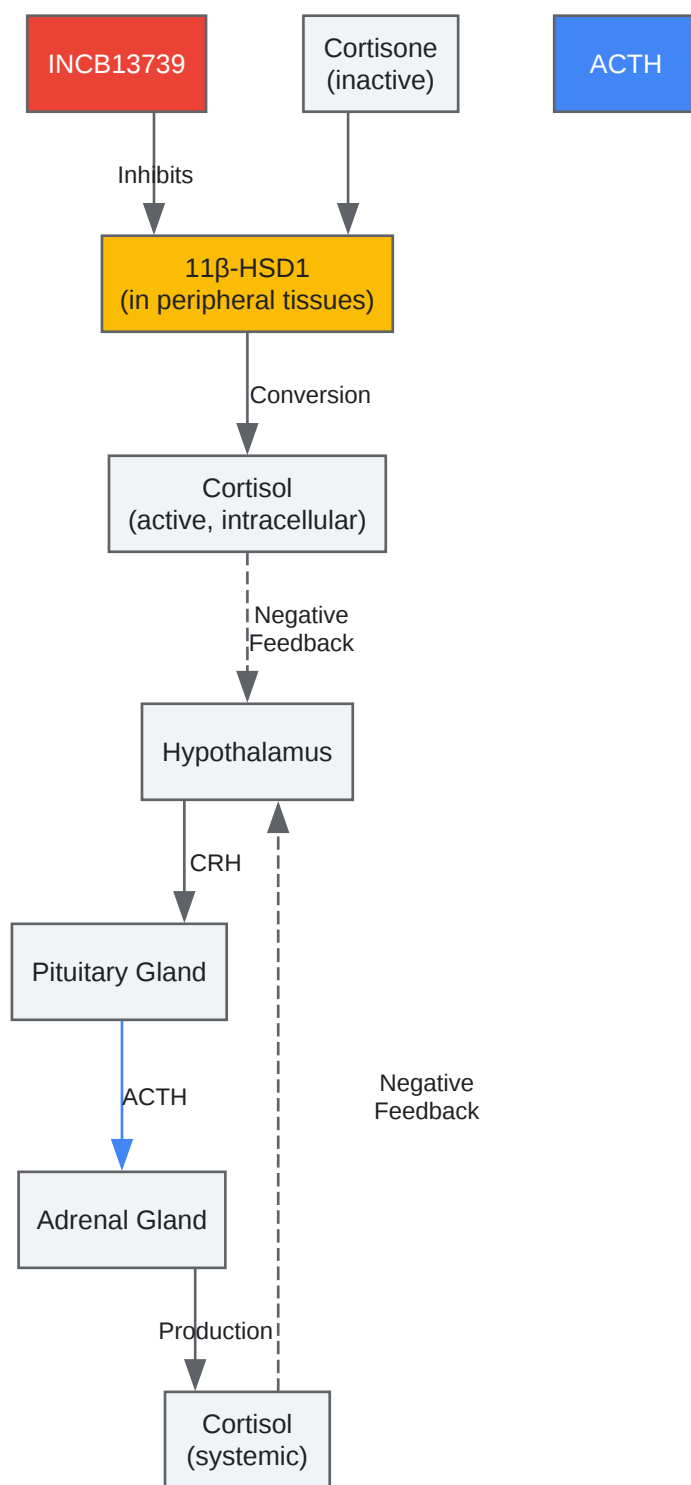 INCB13739
Cortisone
(inactive)
ACTH
Inhibits
11β-HSD1
(in peripheral tissues)
Conversion
Cortisol
(active, intracellular)
Negative
Feedback
Hypothalamus
CRH
Pituitary Gland
Negative
Feedback
ACTH
Adrenal Gland
Production
Cortisol
(systemic)